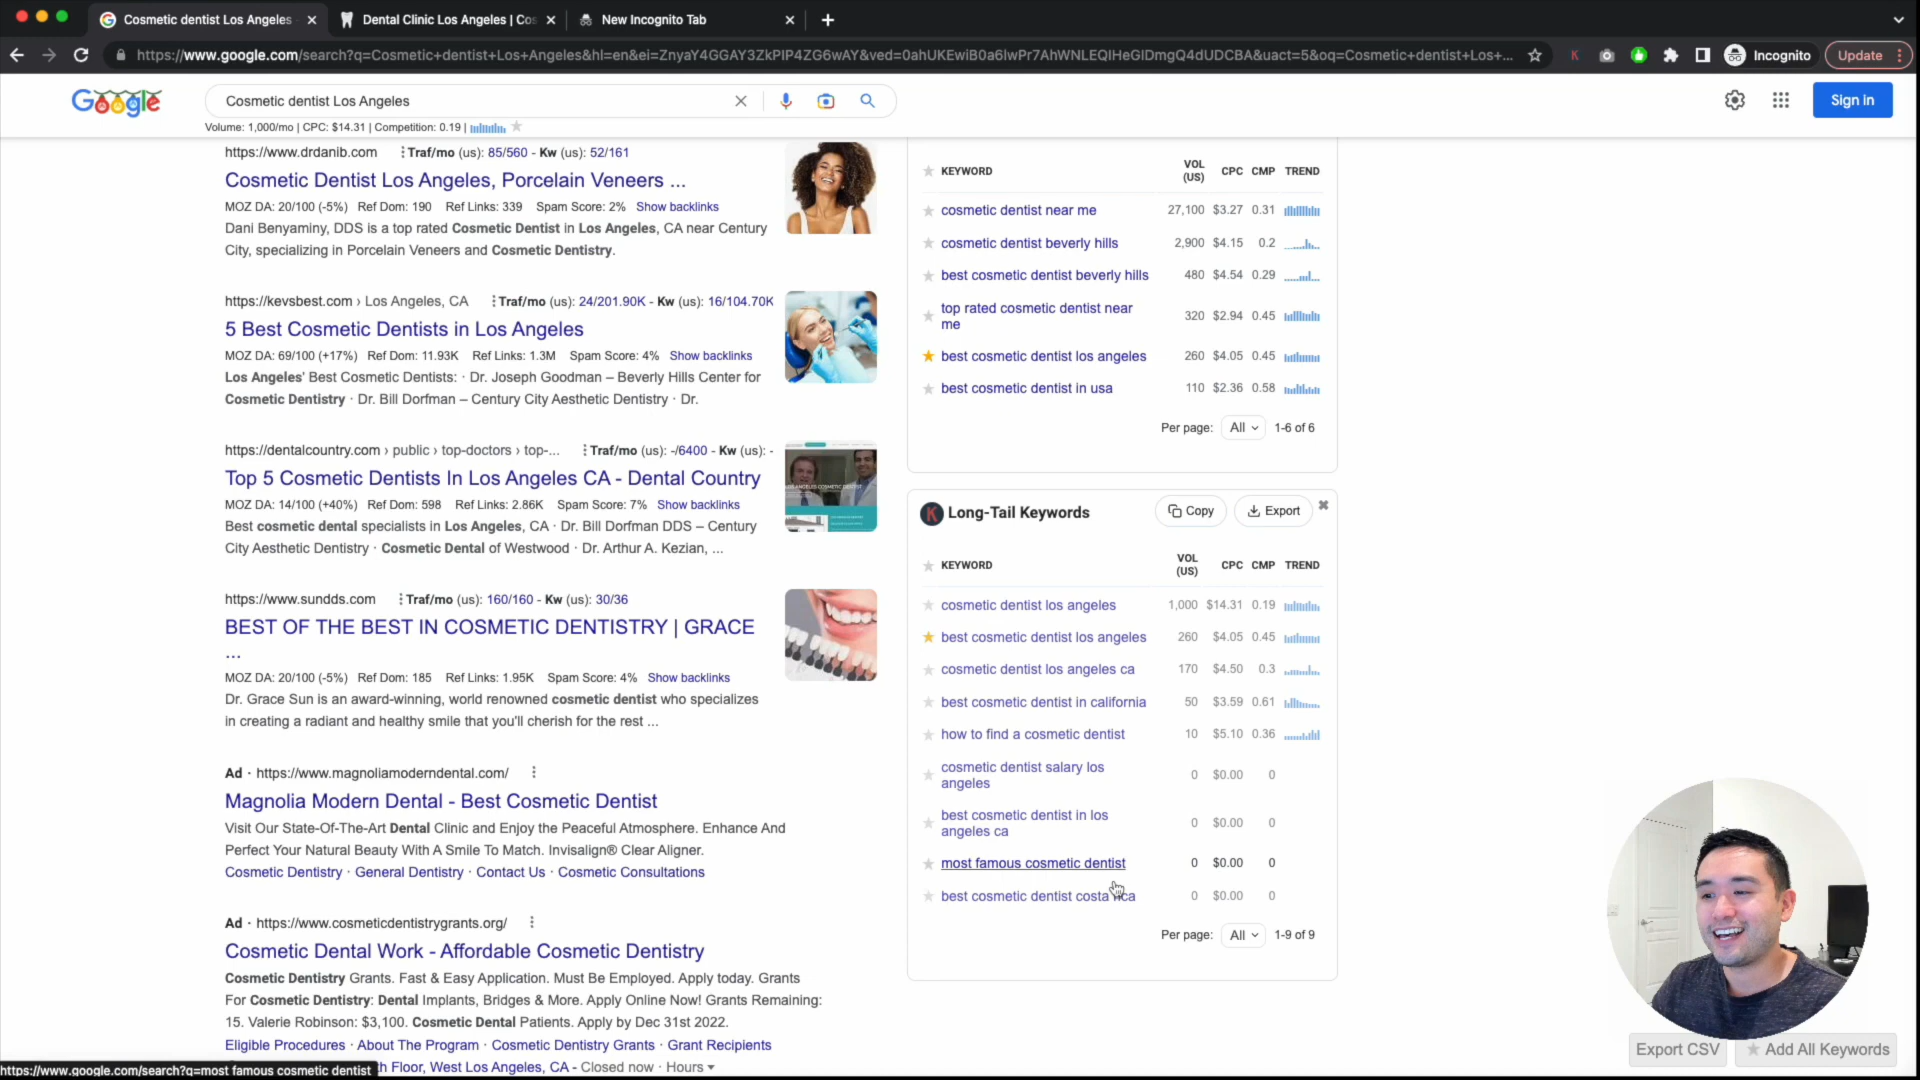 Cosmetic dentist Los Angeles
Dental Clinic Los Angeles | Cos
New Incognito Tab
https://www.google.com/search?q=Cosmetic+dentist+Los+Angeles&hl=en&ei=ZnyaY4GGAY3ZkPIP4ZG6wAY&ved=0ahUKEwiB0a6lwPr7AhWNLEQIHeGIDmgQ4dUDCBA&uact=5&oq=Cosmetic+dentist+Los+...
Incognito
Update
Google
Cosmetic dentist Los Angeles
Sign in
Volume: 1,000/mo | CPC: $14.31 | Competition: 0.19 |
https://www.drdanib.com Traf/mo (us): 85/560 - Kw (us): 52/161
Cosmetic Dentist Los Angeles, Porcelain Veneers ...
MOZ DA: 20/100 (-5%) Ref Dom: 190 Ref Links: 339 Spam Score: 2% Show backlinks
Dani Benyaminy, DDS is a top rated Cosmetic Dentist in Los Angeles, CA near Century
City, specializing in Porcelain Veneers and Cosmetic Dentistry.
https://kevsbest.com › Los Angeles, CA Traf/mo (us): 24/201.90K - Kw (us): 16/104.70K
5 Best Cosmetic Dentists in Los Angeles
MOZ DA: 69/100 (+17%) Ref Dom: 11.93K Ref Links: 1.3M Spam Score: 4% Show backlinks
Los Angeles' Best Cosmetic Dentists: · Dr. Joseph Goodman – Beverly Hills Center for
Cosmetic Dentistry · Dr. Bill Dorfman – Century City Aesthetic Dentistry · Dr.
https://dentalcountry.com › public › top-doctors › top-... Traf/mo (us): -/6400 - Kw (us): -
Top 5 Cosmetic Dentists In Los Angeles CA - Dental Country
MOZ DA: 14/100 (+40%) Ref Dom: 598 Ref Links: 2.86K Spam Score: 7% Show backlinks
Best cosmetic dental specialists in Los Angeles, CA · Dr. Bill Dorfman DDS – Century
City Aesthetic Dentistry · Cosmetic Dental of Westwood · Dr. Arthur A. Kezian, ...
https://www.sundds.com Traf/mo (us): 160/160 - Kw (us): 30/36
BEST OF THE BEST IN COSMETIC DENTISTRY | GRACE
...
MOZ DA: 20/100 (-5%) Ref Dom: 185 Ref Links: 1.95K Spam Score: 4% Show backlinks
Dr. Grace Sun is an award-winning, world renowned cosmetic dentist who specializes
in creating a radiant and healthy smile that you'll cherish for the rest ...
Ad · https://www.magnoliamoderndental.com/
Magnolia Modern Dental - Best Cosmetic Dentist
Visit Our State-Of-The-Art Dental Clinic and Enjoy the Peaceful Atmosphere. Enhance And
Perfect Your Natural Beauty With A Smile To Match. Invisalign® Clear Aligner.
Cosmetic Dentistry · General Dentistry · Contact Us · Cosmetic Consultations
Ad · https://www.cosmeticdentistrygrants.org/
Cosmetic Dental Work - Affordable Cosmetic Dentistry
Cosmetic Dentistry Grants. Fast & Easy Application. Must Be Employed. Apply today. Grants
For Cosmetic Dentistry: Dental Implants, Bridges & More. Apply Online Now! Grants Remaining:
15. Valerie Robinson: $3,100. Cosmetic Dental Patients. Apply by Dec 31st 2022.
Eligible Procedures · About The Program · Cosmetic Dentistry Grants · Grant Recipients
th Floor, West Los Angeles, CA - Closed now · Hours
https://www.google.com/search?q=most famous cosmetic dentist
KEYWORD VOL (US) CPC CMP TREND
cosmetic dentist near me 27,100 $3.27 0.31
cosmetic dentist beverly hills 2,900 $4.15 0.2
best cosmetic dentist beverly hills 480 $4.54 0.29
top rated cosmetic dentist near
me 320 $2.94 0.45
best cosmetic dentist los angeles 260 $4.05 0.45
best cosmetic dentist in usa 110 $2.36 0.58
Per page: All 1-6 of 6
K Long-Tail Keywords Copy Export
KEYWORD VOL (US) CPC CMP TREND
cosmetic dentist los angeles 1,000 $14.31 0.19
best cosmetic dentist los angeles 260 $4.05 0.45
cosmetic dentist los angeles ca 170 $4.50 0.3
best cosmetic dentist in california 50 $3.59 0.61
how to find a cosmetic dentist 10 $5.10 0.36
cosmetic dentist salary los
angeles 0 $0.00 0
best cosmetic dentist in los
angeles ca 0 $0.00 0
most famous cosmetic dentist 0 $0.00 0
best cosmetic dentist costa rica 0 $0.00 0
Per page: All 1-9 of 9
Export CSV
Add All Keywords